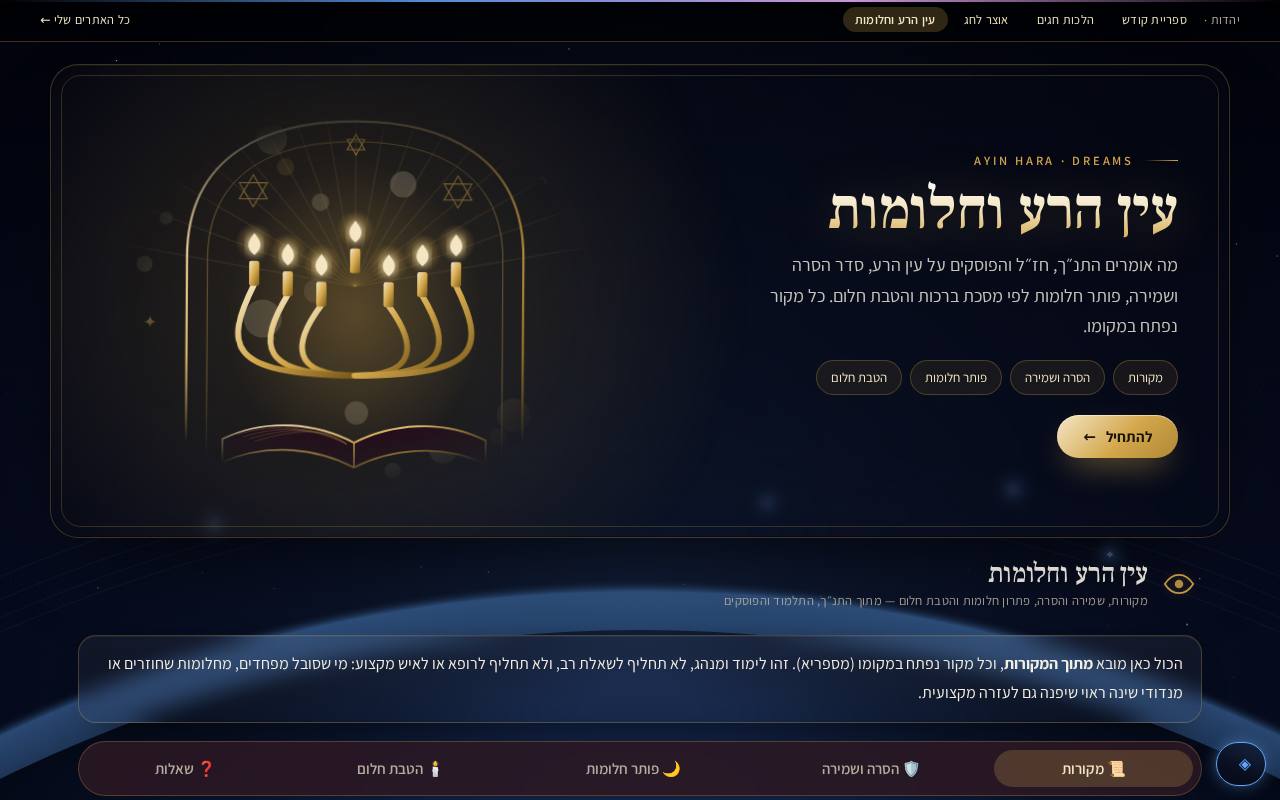 יהדות ·
ספריית קודש
הלכות חגים
אוצר לחג
עין הרע וחלומות
כל האתרים שלי ←
AYIN HARA · DREAMS
עין הרע וחלומות
מה אומרים התנ״ך, חז״ל והפוסקים על עין הרע, סדר הסרה
ושמירה, פותר חלומות לפי מסכת ברכות והטבת חלום. כל מקור
נפתח במקומו.
מקורות
הסרה ושמירה
פותר חלומות
הטבת חלום
להתחיל ←
עין הרע וחלומות
מקורות, שמירה והסרה, פתרון חלומות והטבת חלום — מתוך התנ״ך, התלמוד והפוסקים
הכול כאן מובא מתוך המקורות, וכל מקור נפתח במקומו (מספריא). זהו לימוד ומנהג, לא תחליף לשאלת רב, ולא תחליף לרופא או לאיש מקצוע: מי שסובל מפחדים, מחלומות שחוזרים או
מנדודי שינה ראוי שיפנה גם לעזרה מקצועית.
📜 מקורות
🛡️ הסרה ושמירה
🌙 פותר חלומות
🕯️ הטבת חלום
❓ שאלות